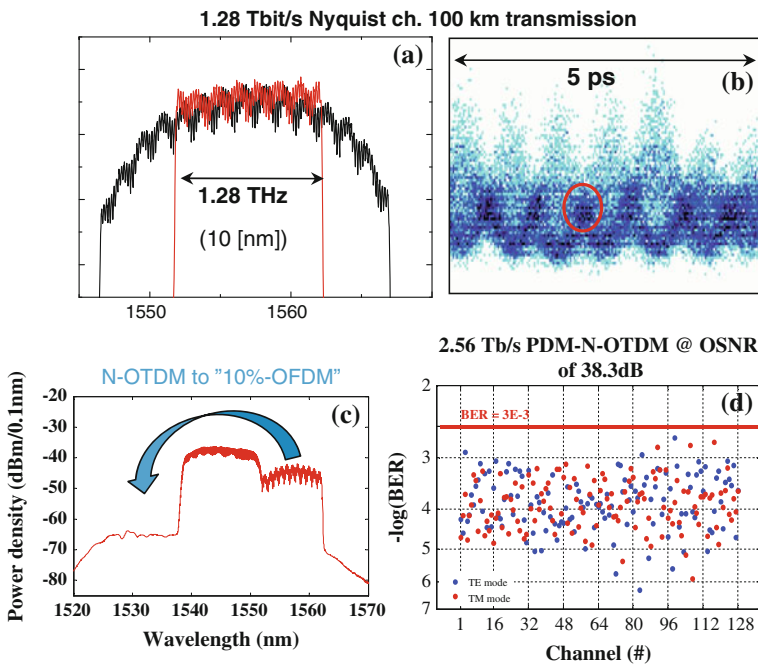 1.28 Tbit/s Nyquist ch. 100 km transmission
(a)
1.28 THz
(10 [nm])
1550
1560
(b)
5 ps
N-OTDM to "10%-OFDM"
(c)
Power density (dBm/0.1nm)
-20
-30
-40
-50
-60
-70
-80
1520
1530
1540
1550
1560
1570
Wavelength (nm)
2.56 Tb/s PDM-N-OTDM @ OSNR
of 38.3dB
(d)
BER = 3E-3
-log(BER)
2
3
4
5
6
7
TE mode
TM mode
1
16
32
48
64
80
96
112
128
Channel (#)